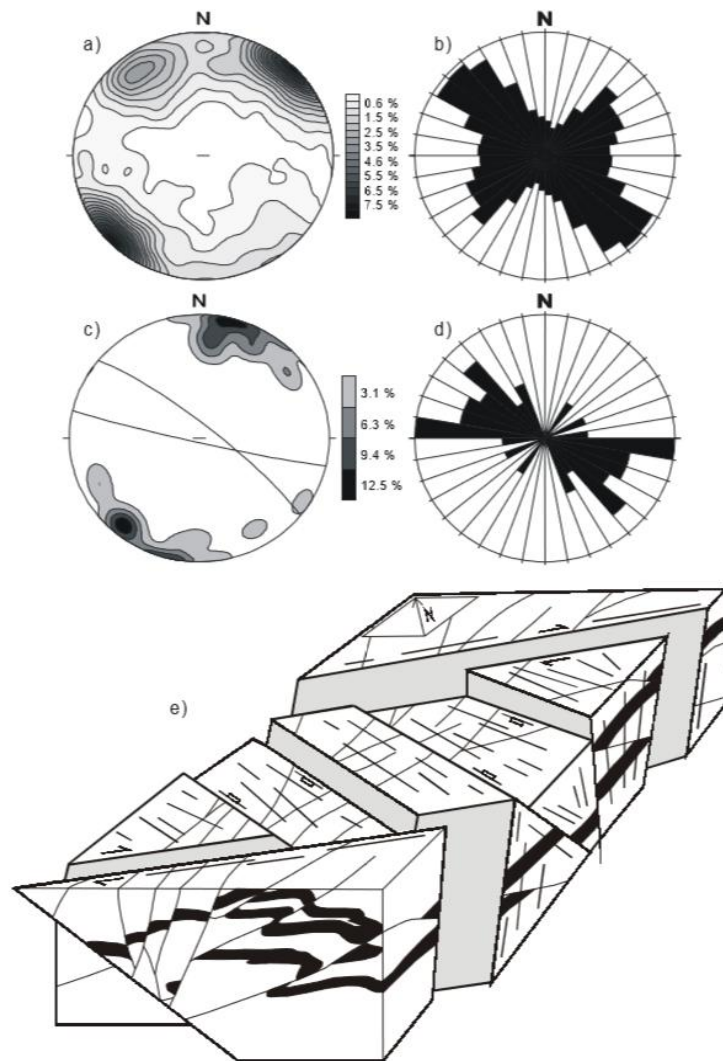 N
a)
0.6 %
1.5 %
2.5 %
3.5 %
4.6 %
5.5 %
6.5 %
7.5 %
N
b)
N
c)
3.1 %
6.3 %
9.4 %
12.5 %
N
d)
e)
N